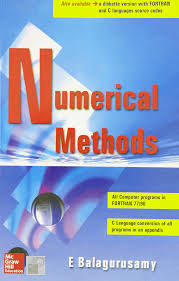 Also available → a diskette version with FORTRAN
and C languages source codes
Numerical
Methods
All Computer programs in
FORTRAN 77/90
C Language conversion of all
programs in an appendix
E Balagurusamy
Mc
Graw
Hill
Education